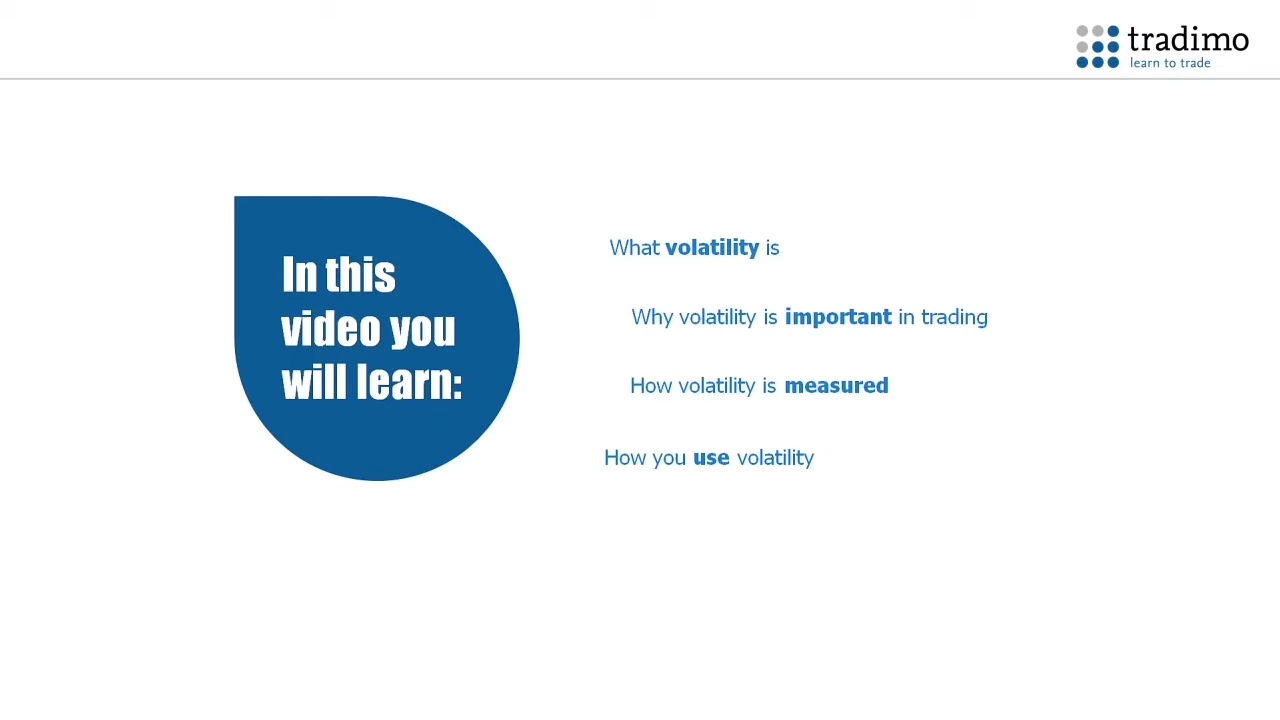 tradimo
learn to trade
In this
video you
will learn:
What volatility is
Why volatility is important in trading
How volatility is measured
How you use volatility